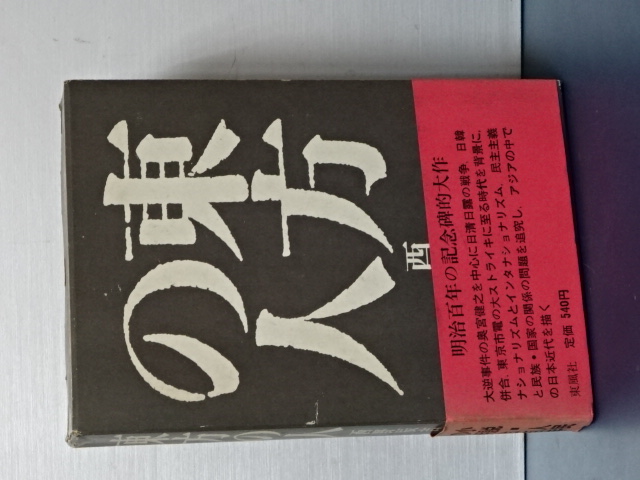 東方
の人
西
明治百年の記念碑的大作
大逆事件の奥宮健之を中心に日清日露の戦争，日韓
併合，東京市電の大ストライキに至る時代を背景に，
ナショナリズムとインタナショナリズム，民主主義
と民族・国家の関係の問題を追究し，アジアの中で
の日本近代を描く
東風社 定価 540円
東方の人